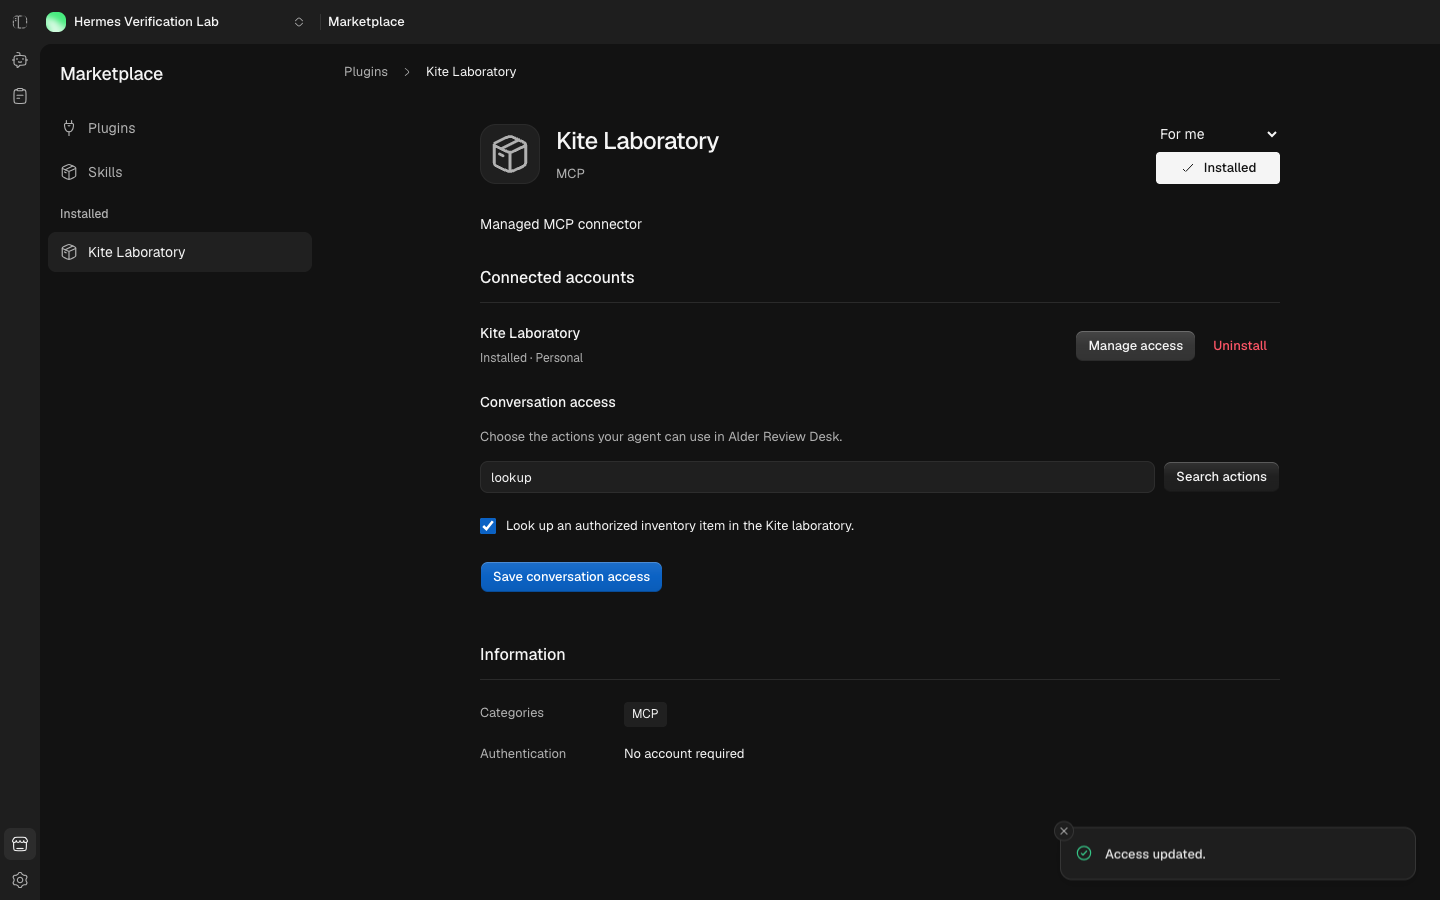 Hermes Verification Lab
Marketplace
Marketplace
Plugins
Skills
Installed
Kite Laboratory
Plugins
Kite Laboratory
Kite Laboratory
MCP
For me
Installed
Managed MCP connector
Connected accounts
Kite Laboratory
Installed · Personal
Manage access
Uninstall
Conversation access
Choose the actions your agent can use in Alder Review Desk.
lookup
Search actions
Look up an authorized inventory item in the Kite laboratory.
Save conversation access
Information
Categories
MCP
Authentication
No account required
Access updated.